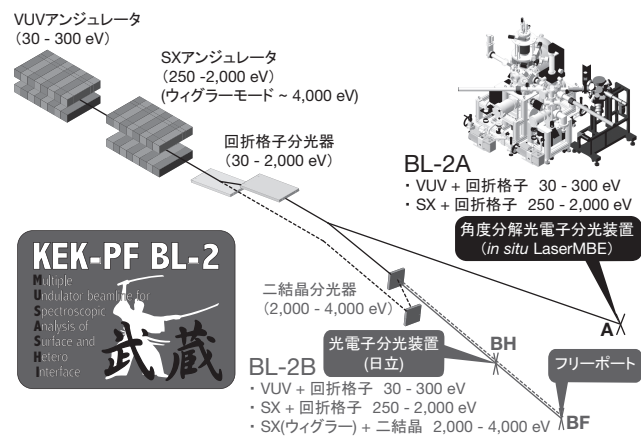 VUVアンジュレータ
(30 - 300 eV)
SXアンジュレータ
(250 -2,000 eV)
(ウィグラーモード ~ 4,000 eV)
回折格子分光器
(30 - 2,000 eV)
BL-2A
・ VUV + 回折格子 30 - 300 eV
・ SX + 回折格子 250 - 2,000 eV
角度分解光電子分光装置
(in situ LaserMBE)
A
KEK-PF BL-2
Multiple
Undulator beamline for
Spectroscopic
Analysis of
Surface and
Hetero
Interface
武蔵
二結晶分光器
(2,000 - 4,000 eV)
光電子分光装置
(日立)
BH
フリーポート
BF
BL-2B
・ VUV + 回折格子 30 - 300 eV
・ SX + 回折格子 250 - 2,000 eV
・ SX(ウィグラー) + 二結晶 2,000 - 4,000 eV